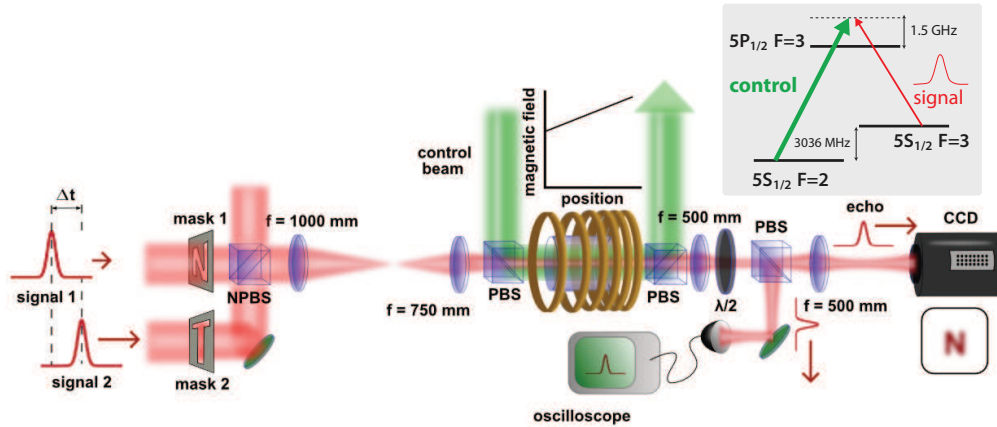 Δt
signal 1
signal 2
mask 1
mask 2
N
T
NPBS
f = 1000 mm
f = 750 mm
control
beam
PBS
magnetic field
position
PBS
f = 500 mm
λ/2
PBS
f = 500 mm
echo
CCD
N
oscilloscope
5P1/2 F=3
1.5 GHz
control
signal
3036 MHz
5S1/2 F=3
5S1/2 F=2